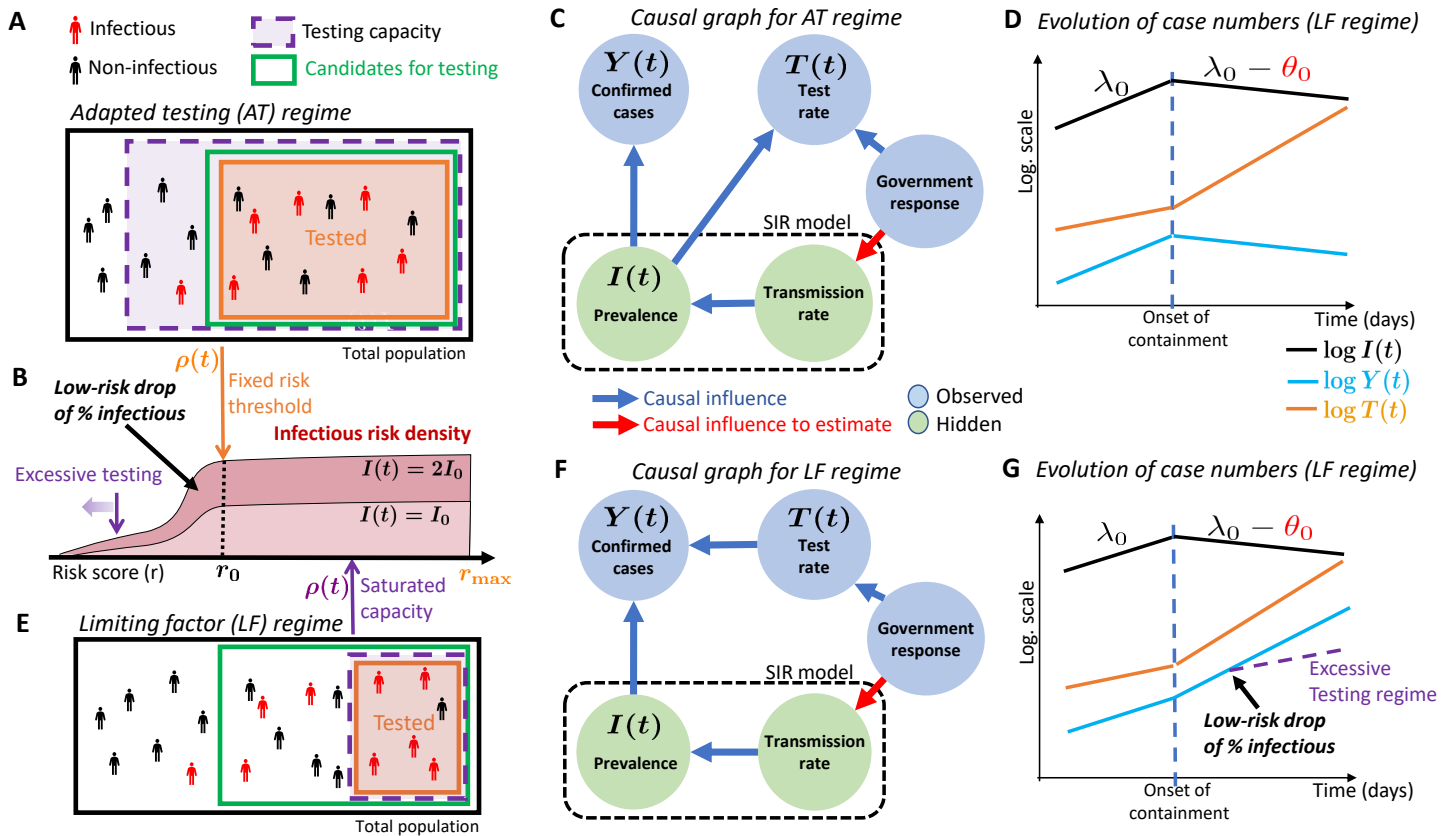 A
Infectious
Non-infectious
Testing capacity
Candidates for testing
Adapted testing (AT) regime
Tested
Total population
B
ρ(t)
Low-risk drop
of % infectious
Fixed risk
threshold
Infectious risk density
Excessive testing
I(t) = 2I₀
I(t) = I₀
Risk score (r)
r₀
r_max
ρ(t)
Saturated
capacity
E
Limiting factor (LF) regime
Tested
Total population
C
Causal graph for AT regime
Y(t)
Confirmed
cases
T(t)
Test
rate
Government
response
SIR model
I(t)
Prevalence
Transmission
rate
Causal influence
Causal influence to estimate
Observed
Hidden
F
Causal graph for LF regime
Y(t)
Confirmed
cases
T(t)
Test
rate
Government
response
SIR model
I(t)
Prevalence
Transmission
rate
D
Evolution of case numbers (LF regime)
λ₀
λ₀ − θ₀
Log. scale
Onset of
containment
Time (days)
log I(t)
log Y(t)
log T(t)
G
Evolution of case numbers (LF regime)
λ₀
λ₀ − θ₀
Log. scale
Excessive
Testing regime
Low-risk drop
of % infectious
Onset of
containment
Time (days)